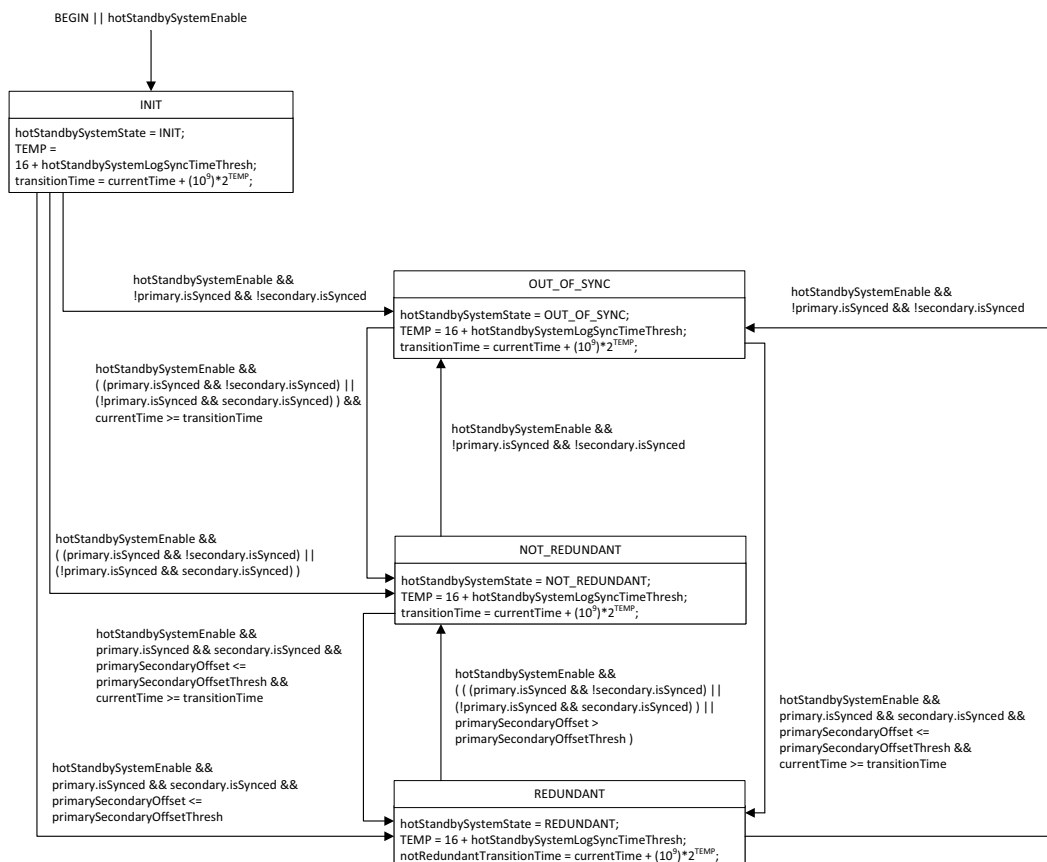 BEGIN || hotStandbySystemEnable
INIT
hotStandbySystemState = INIT;
TEMP =
16 + hotStandbySystemLogSyncTimeThresh;
transitionTime = currentTime + (10⁹)*2^TEMP;
hotStandbySystemEnable &&
!primary.isSynced && !secondary.isSynced
OUT_OF_SYNC
hotStandbySystemState = OUT_OF_SYNC;
TEMP = 16 + hotStandbySystemLogSyncTimeThresh;
transitionTime = currentTime + (10⁹)*2^TEMP;
hotStandbySystemEnable &&
!primary.isSynced && !secondary.isSynced
hotStandbySystemEnable &&
( (primary.isSynced && !secondary.isSynced) ||
(!primary.isSynced && secondary.isSynced) ) &&
currentTime >= transitionTime
hotStandbySystemEnable &&
!primary.isSynced && !secondary.isSynced
hotStandbySystemEnable &&
( (primary.isSynced && !secondary.isSynced) ||
(!primary.isSynced && secondary.isSynced) )
NOT_REDUNDANT
hotStandbySystemState = NOT_REDUNDANT;
TEMP = 16 + hotStandbySystemLogSyncTimeThresh;
transitionTime = currentTime + (10⁹)*2^TEMP;
hotStandbySystemEnable &&
primary.isSynced && secondary.isSynced &&
primarySecondaryOffset <=
primarySecondaryOffsetThresh &&
currentTime >= transitionTime
hotStandbySystemEnable &&
( ( (primary.isSynced && !secondary.isSynced) ||
(!primary.isSynced && secondary.isSynced) ) ||
primarySecondaryOffset >
primarySecondaryOffsetThresh )
hotStandbySystemEnable &&
primary.isSynced && secondary.isSynced &&
primarySecondaryOffset <=
primarySecondaryOffsetThresh &&
currentTime >= transitionTime
hotStandbySystemEnable &&
primary.isSynced && secondary.isSynced &&
primarySecondaryOffset <=
primarySecondaryOffsetThresh
REDUNDANT
hotStandbySystemState = REDUNDANT;
TEMP = 16 + hotStandbySystemLogSyncTimeThresh;
notRedundantTransitionTime = currentTime + (10⁹)*2^TEMP;